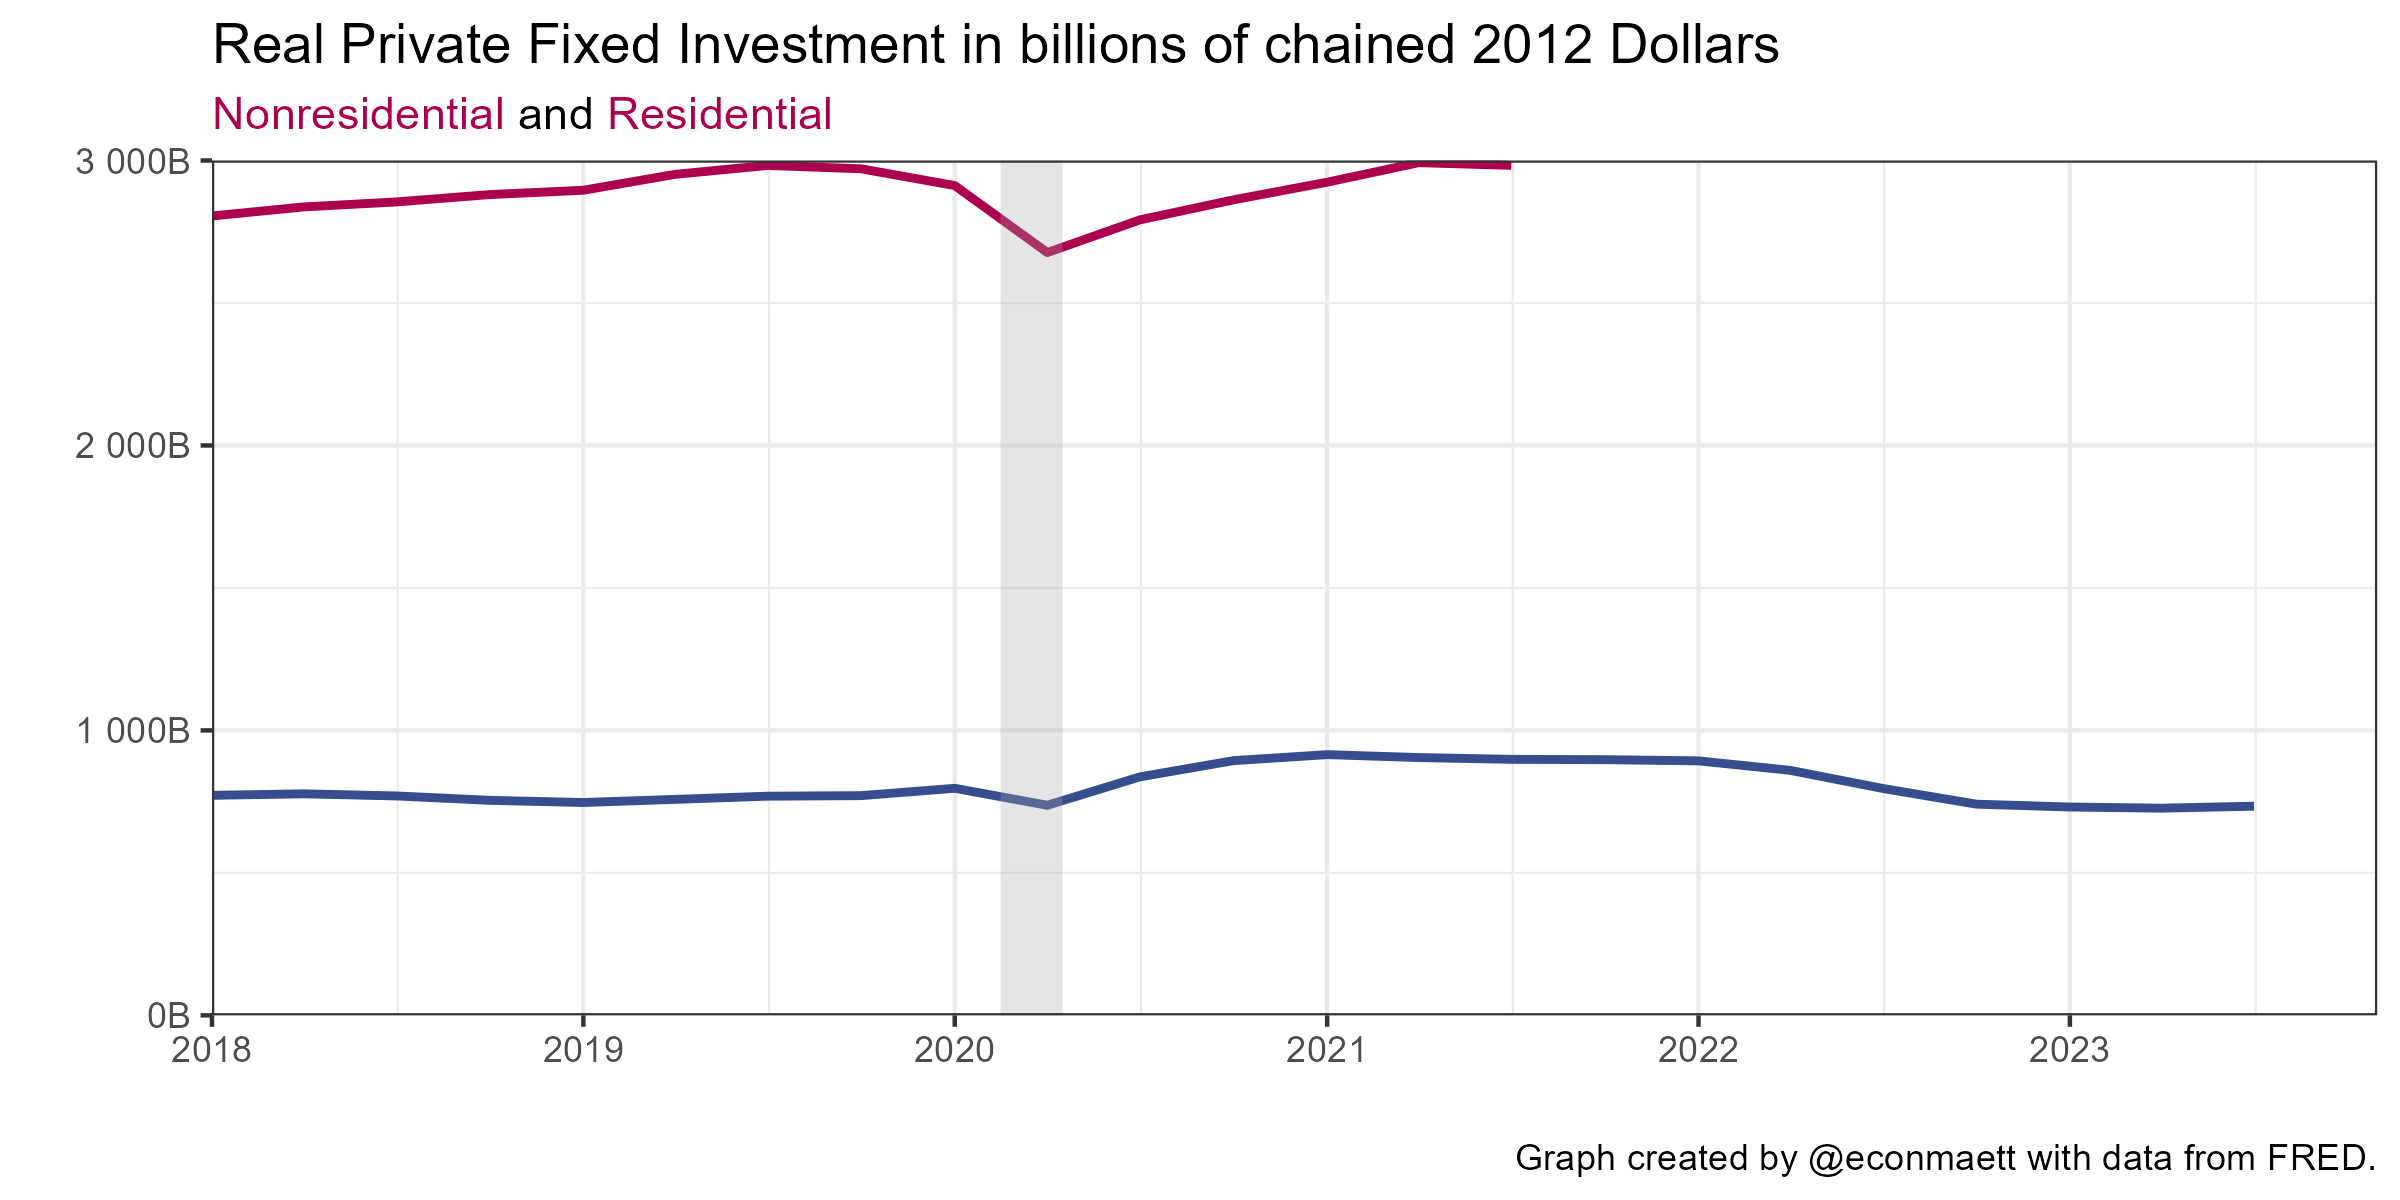 Real Private Fixed Investment in billions of chained 2012 Dollars
Nonresidential and Residential
3 000B
2 000B
1 000B
0B
2018 2019 2020 2021 2022 2023
Graph created by @econmaett with data from FRED.